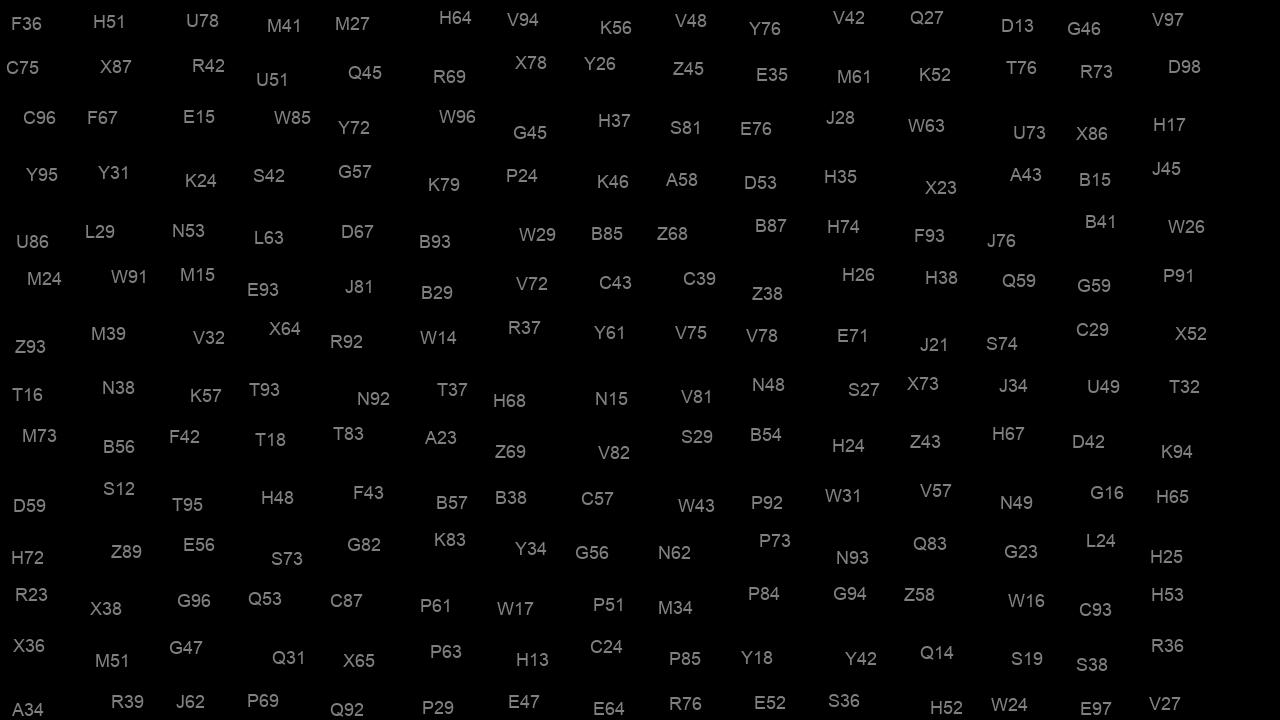 F36 H51 U78 M41 M27 H64 V94 K56 V48 Y76 V42 Q27 D13 G46 V97
C75 X87 R42 U51 Q45 R69 X78 Y26 Z45 E35 M61 K52 T76 R73 D98
C96 F67 E15 W85 Y72 W96 G45 H37 S81 E76 J28 W63 U73 X86 H17
Y95 Y31 K24 S42 G57 K79 P24 K46 A58 D53 H35 X23 A43 B15 J45
U86 L29 N53 L63 D67 B93 W29 B85 Z68 B87 H74 F93 J76 B41 W26
M24 W91 M15 E93 J81 B29 V72 C43 C39 Z38 H26 H38 Q59 G59 P91
Z93 M39 V32 X64 R92 W14 R37 Y61 V75 V78 E71 J21 S74 C29 X52
T16 N38 K57 T93 N92 T37 H68 N15 V81 N48 S27 X73 J34 U49 T32
M73 B56 F42 T18 T83 A23 Z69 V82 S29 B54 H24 Z43 H67 D42 K94
D59 S12 T95 H48 F43 B57 B38 C57 W43 P92 W31 V57 N49 G16 H65
H72 Z89 E56 S73 G82 K83 Y34 G56 N62 P73 N93 Q83 G23 L24 H25
R23 X38 G96 Q53 C87 P61 W17 P51 M34 P84 G94 Z58 W16 C93 H53
X36 M51 G47 Q31 X65 P63 H13 C24 P85 Y18 Y42 Q14 S19 S38 R36
A34 R39 J62 P69 Q92 P29 E47 E64 R76 E52 S36 H52 W24 E97 V27